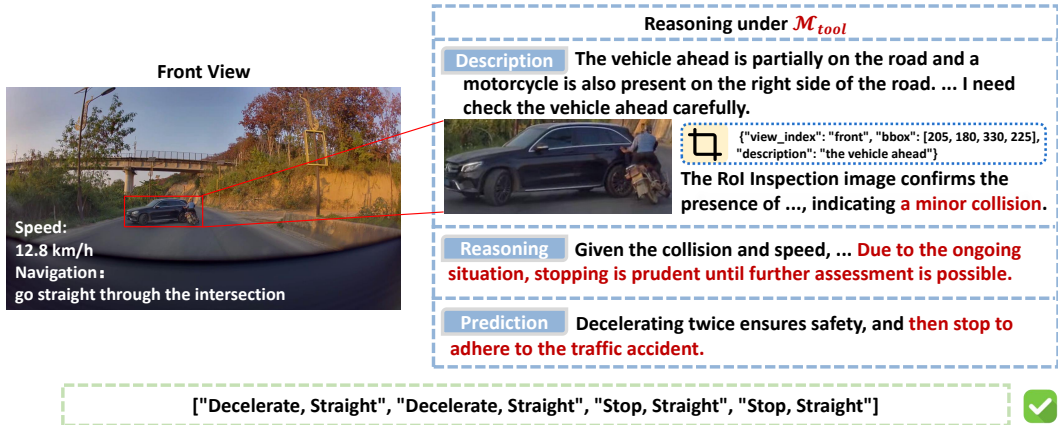 Front View
Speed:
12.8 km/h
Navigation：
go straight through the intersection
Reasoning under M_tool
Description The vehicle ahead is partially on the road and a
motorcycle is also present on the right side of the road. ... I need
check the vehicle ahead carefully.
{"view_index": "front", "bbox": [205, 180, 330, 225],
"description": "the vehicle ahead"}
The RoI Inspection image confirms the
presence of ..., indicating a minor collision.
Reasoning Given the collision and speed, ... Due to the ongoing
situation, stopping is prudent until further assessment is possible.
Prediction Decelerating twice ensures safety, and then stop to
adhere to the traffic accident.
["Decelerate, Straight", "Decelerate, Straight", "Stop, Straight", "Stop, Straight"]